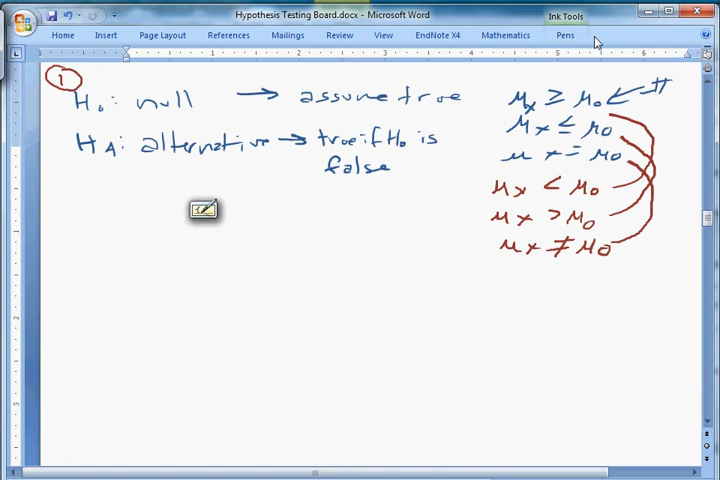 Hypothesis Testing Board.docx - Microsoft Word
Ink Tools
Home Insert Page Layout References Mailings Review View EndNote X4 Mathematics Pens
1
H₀: null → assume true
H_A: alternative → true if H₀ is
false
μₓ ≥ μ₀ ← #
μₓ ≤ μ₀
μₓ = μ₀
μₓ < μ₀
μₓ > μ₀
μₓ ≠ μ₀